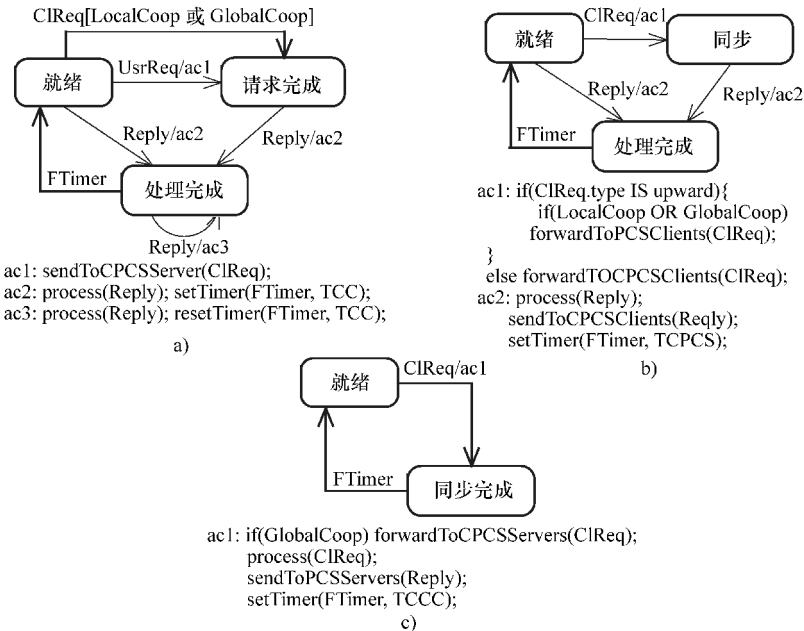 ClReq[LocalCoop 或 GlobalCoop]
就绪
UsrReq/ac1
请求完成
Reply/ac2
Reply/ac2
FTimer
处理完成
Reply/ac3
ac1: sendToCPCSServer(ClReq);
ac2: process(Reply); setTimer(FTimer, TCC);
ac3: process(Reply); resetTimer(FTimer, TCC);
a)
就绪
ClReq/ac1
同步
Reply/ac2
Reply/ac2
FTimer
处理完成
ac1: if(ClReq.type IS upward){
if(LocalCoop OR GlobalCoop)
forwardToPCSClients(ClReq);
}
else forwardTOCPCSClients(ClReq);
ac2: process(Reply);
sendToCPCSClients(Reqly);
setTimer(FTimer, TCPCS);
b)
就绪
ClReq/ac1
FTimer
同步完成
ac1: if(GlobalCoop) forwardToCPCSServers(ClReq);
process(ClReq);
sendToPCSServers(Reply);
setTimer(FTimer, TCCC);
c)